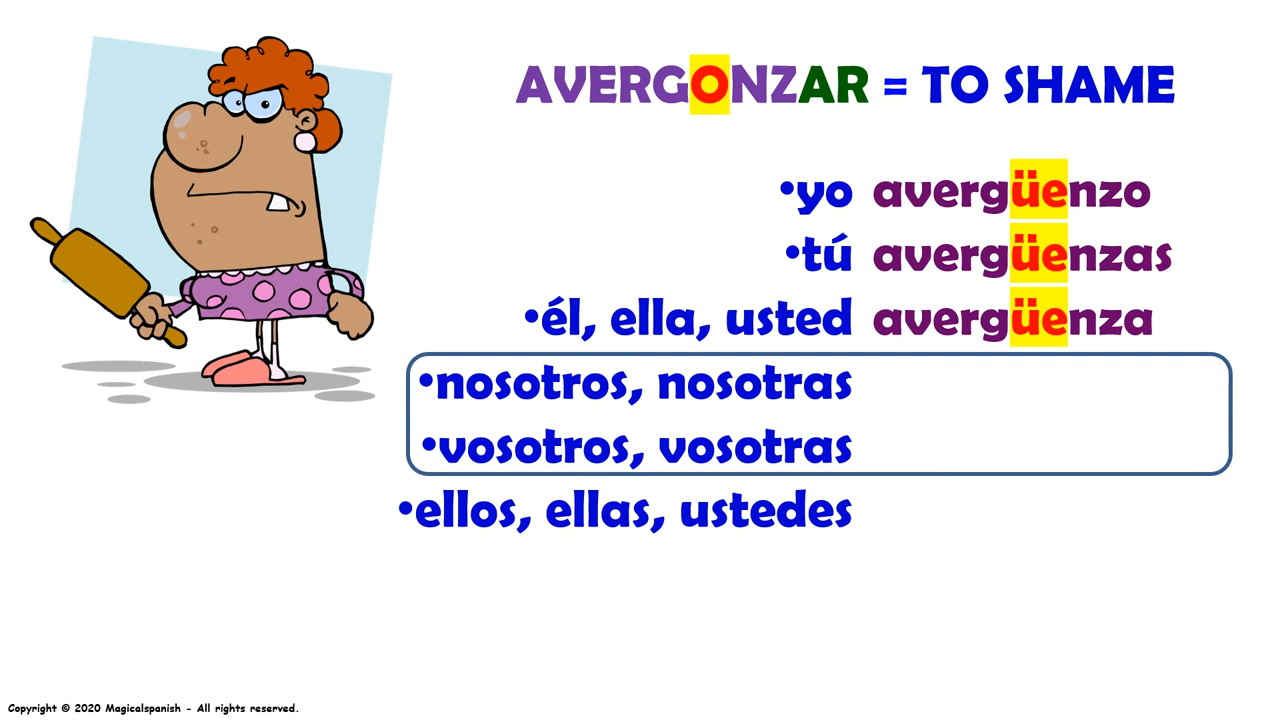 AVERGONZAR = TO SHAME
•yo avergüenzo
•tú avergüenzas
•él, ella, usted avergüenza
•nosotros, nosotras
•vosotros, vosotras
•ellos, ellas, ustedes
Copyright © 2020 Magicalspanish - All rights reserved.